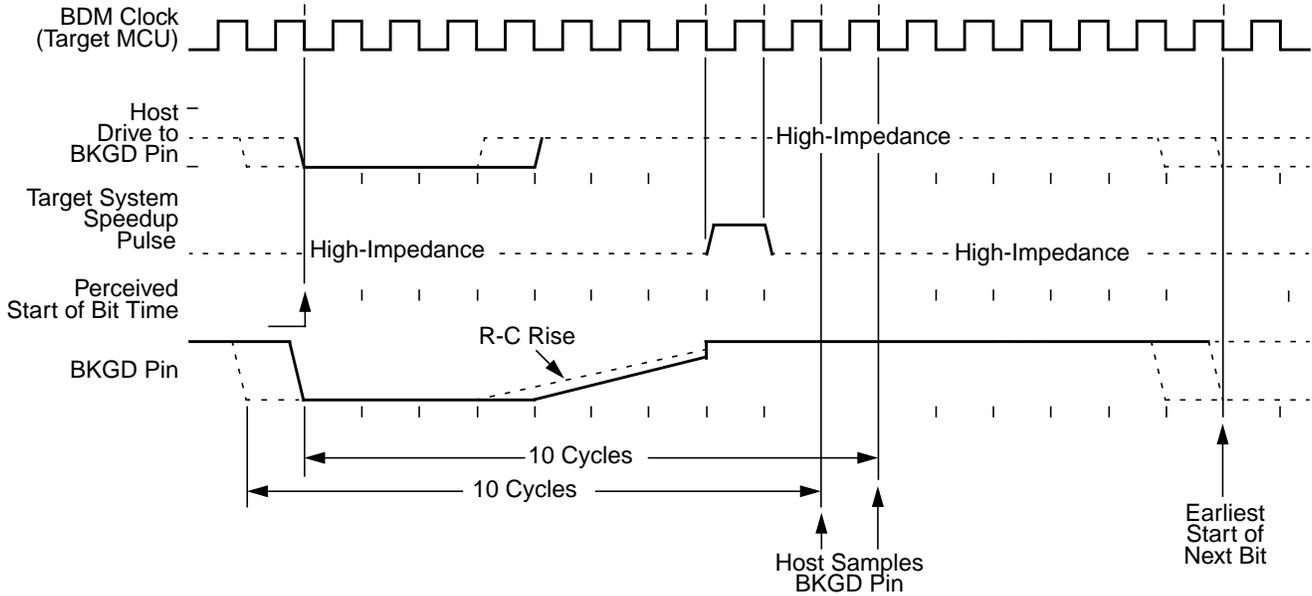 BDM Clock
(Target MCU)
Host
Drive to
BKGD Pin
High-Impedance
Target System
Speedup
Pulse
High-Impedance
High-Impedance
Perceived
Start of Bit Time
R-C Rise
BKGD Pin
10 Cycles
10 Cycles
Earliest
Start of
Next Bit
Host Samples
BKGD Pin